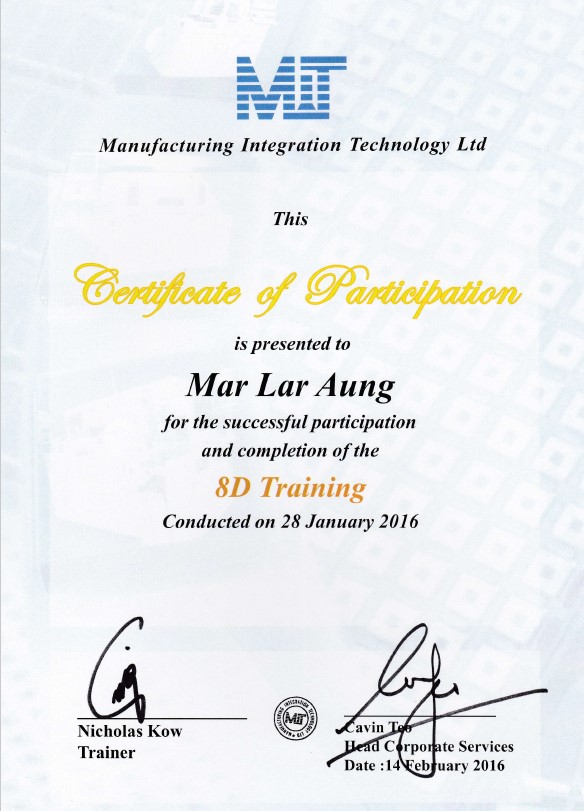 MIT
Manufacturing Integration Technology Ltd
This
Certificate of Participation
is presented to
Mar Lar Aung
for the successful participation
and completion of the
8D Training
Conducted on 28 January 2016
Nicholas Kow
Trainer
MANUFACTURING INTEGRATION TECHNOLOGY LTD
MIT
Cavin Teo
Head Corporate Services
Date :14 February 2016